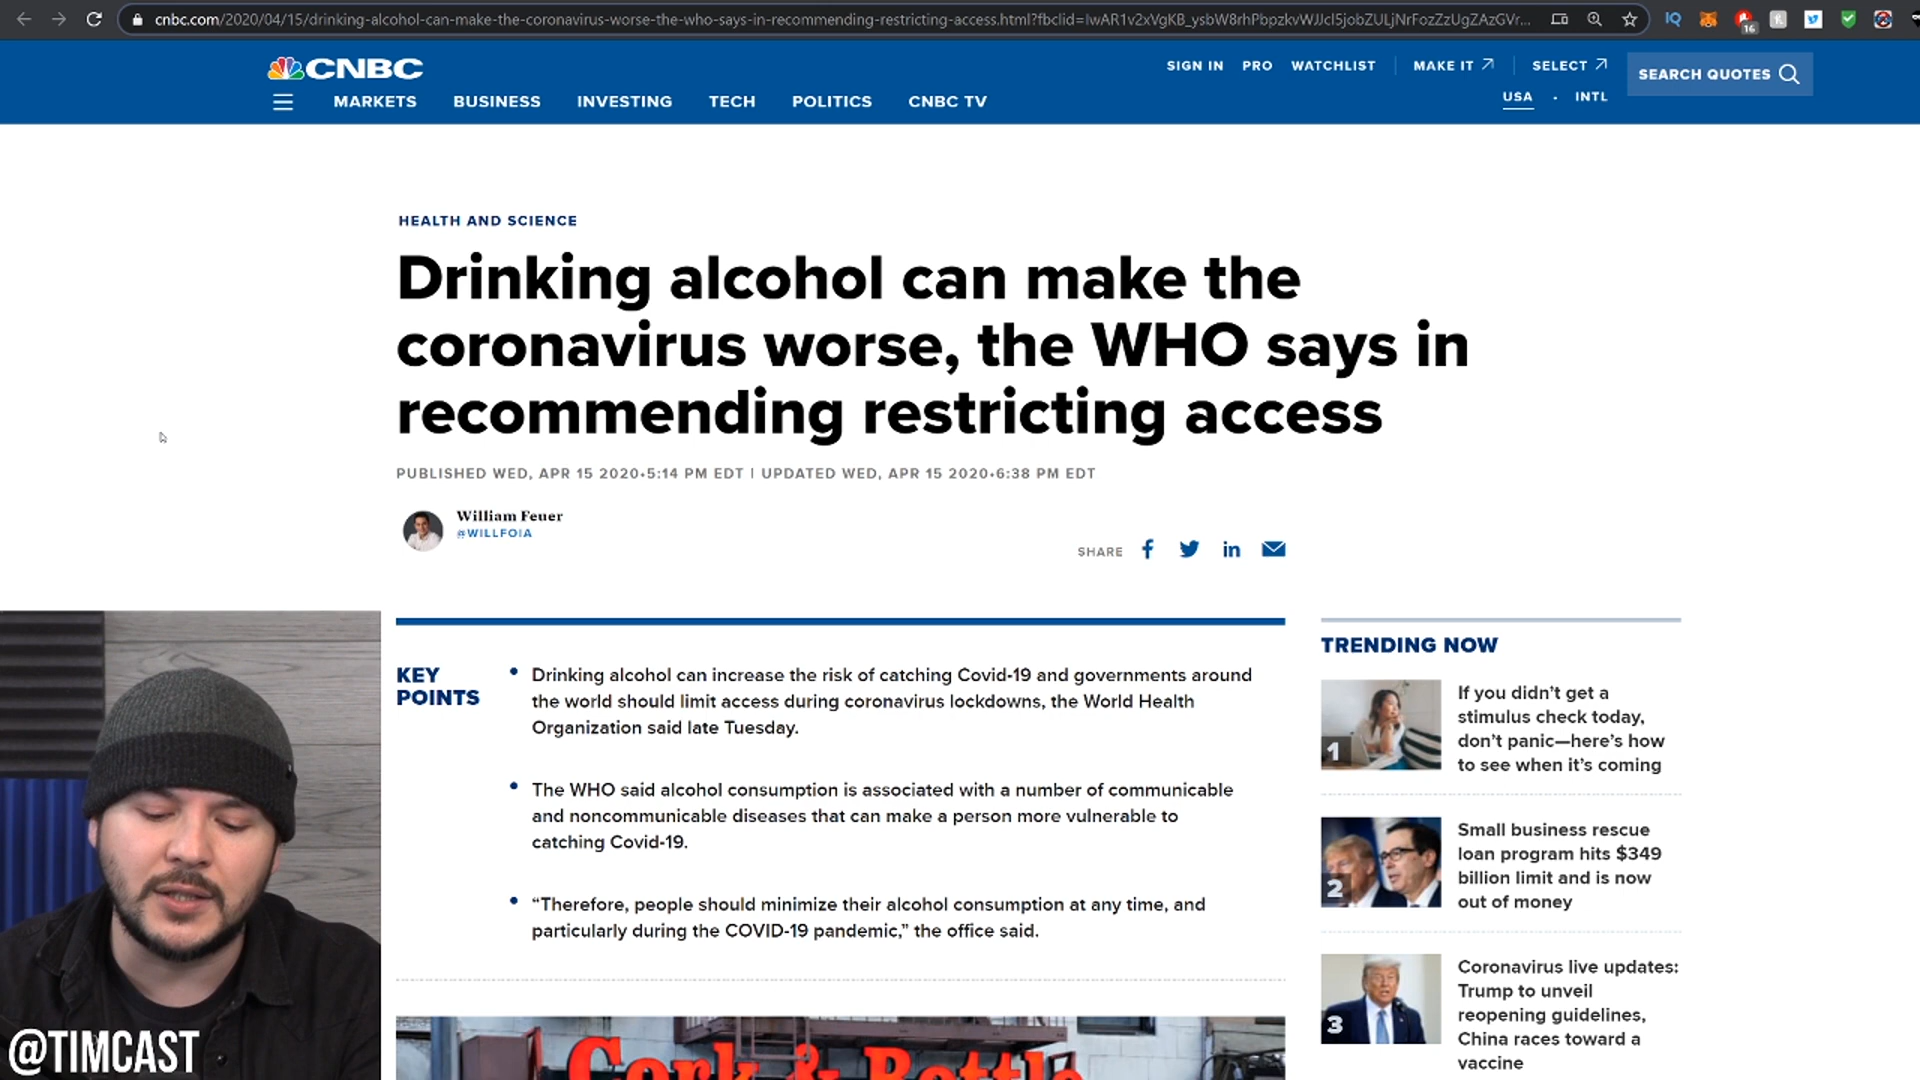 cnbc.com/2020/04/15/drinking-alcohol-can-make-the-coronavirus-worse-the-who-says-in-recommending-restricting-access.html?fbclid=
IQ
16
CNBC
SIGN IN PRO WATCHLIST MAKE IT SELECT
USA · INTL
SEARCH QUOTES
MARKETS BUSINESS INVESTING TECH POLITICS CNBC TV
HEALTH AND SCIENCE
Drinking alcohol can make the
coronavirus worse, the WHO says in
recommending restricting access
PUBLISHED WED, APR 15 2020•5:14 PM EDT | UPDATED WED, APR 15 2020•6:38 PM EDT
William Feuer
@WILLFOIA
SHARE
KEY
POINTS
• Drinking alcohol can increase the risk of catching Covid-19 and governments around
the world should limit access during coronavirus lockdowns, the World Health
Organization said late Tuesday.
• The WHO said alcohol consumption is associated with a number of communicable
and noncommunicable diseases that can make a person more vulnerable to
catching Covid-19.
• “Therefore, people should minimize their alcohol consumption at any time, and
particularly during the COVID-19 pandemic,” the office said.
Cork & Bottle
TRENDING NOW
1
If you didn’t get a
stimulus check today,
don’t panic—here’s how
to see when it’s coming
2
Small business rescue
loan program hits $349
billion limit and is now
out of money
3
Coronavirus live updates:
Trump to unveil
reopening guidelines,
China races toward a
vaccine
@TIMCAST